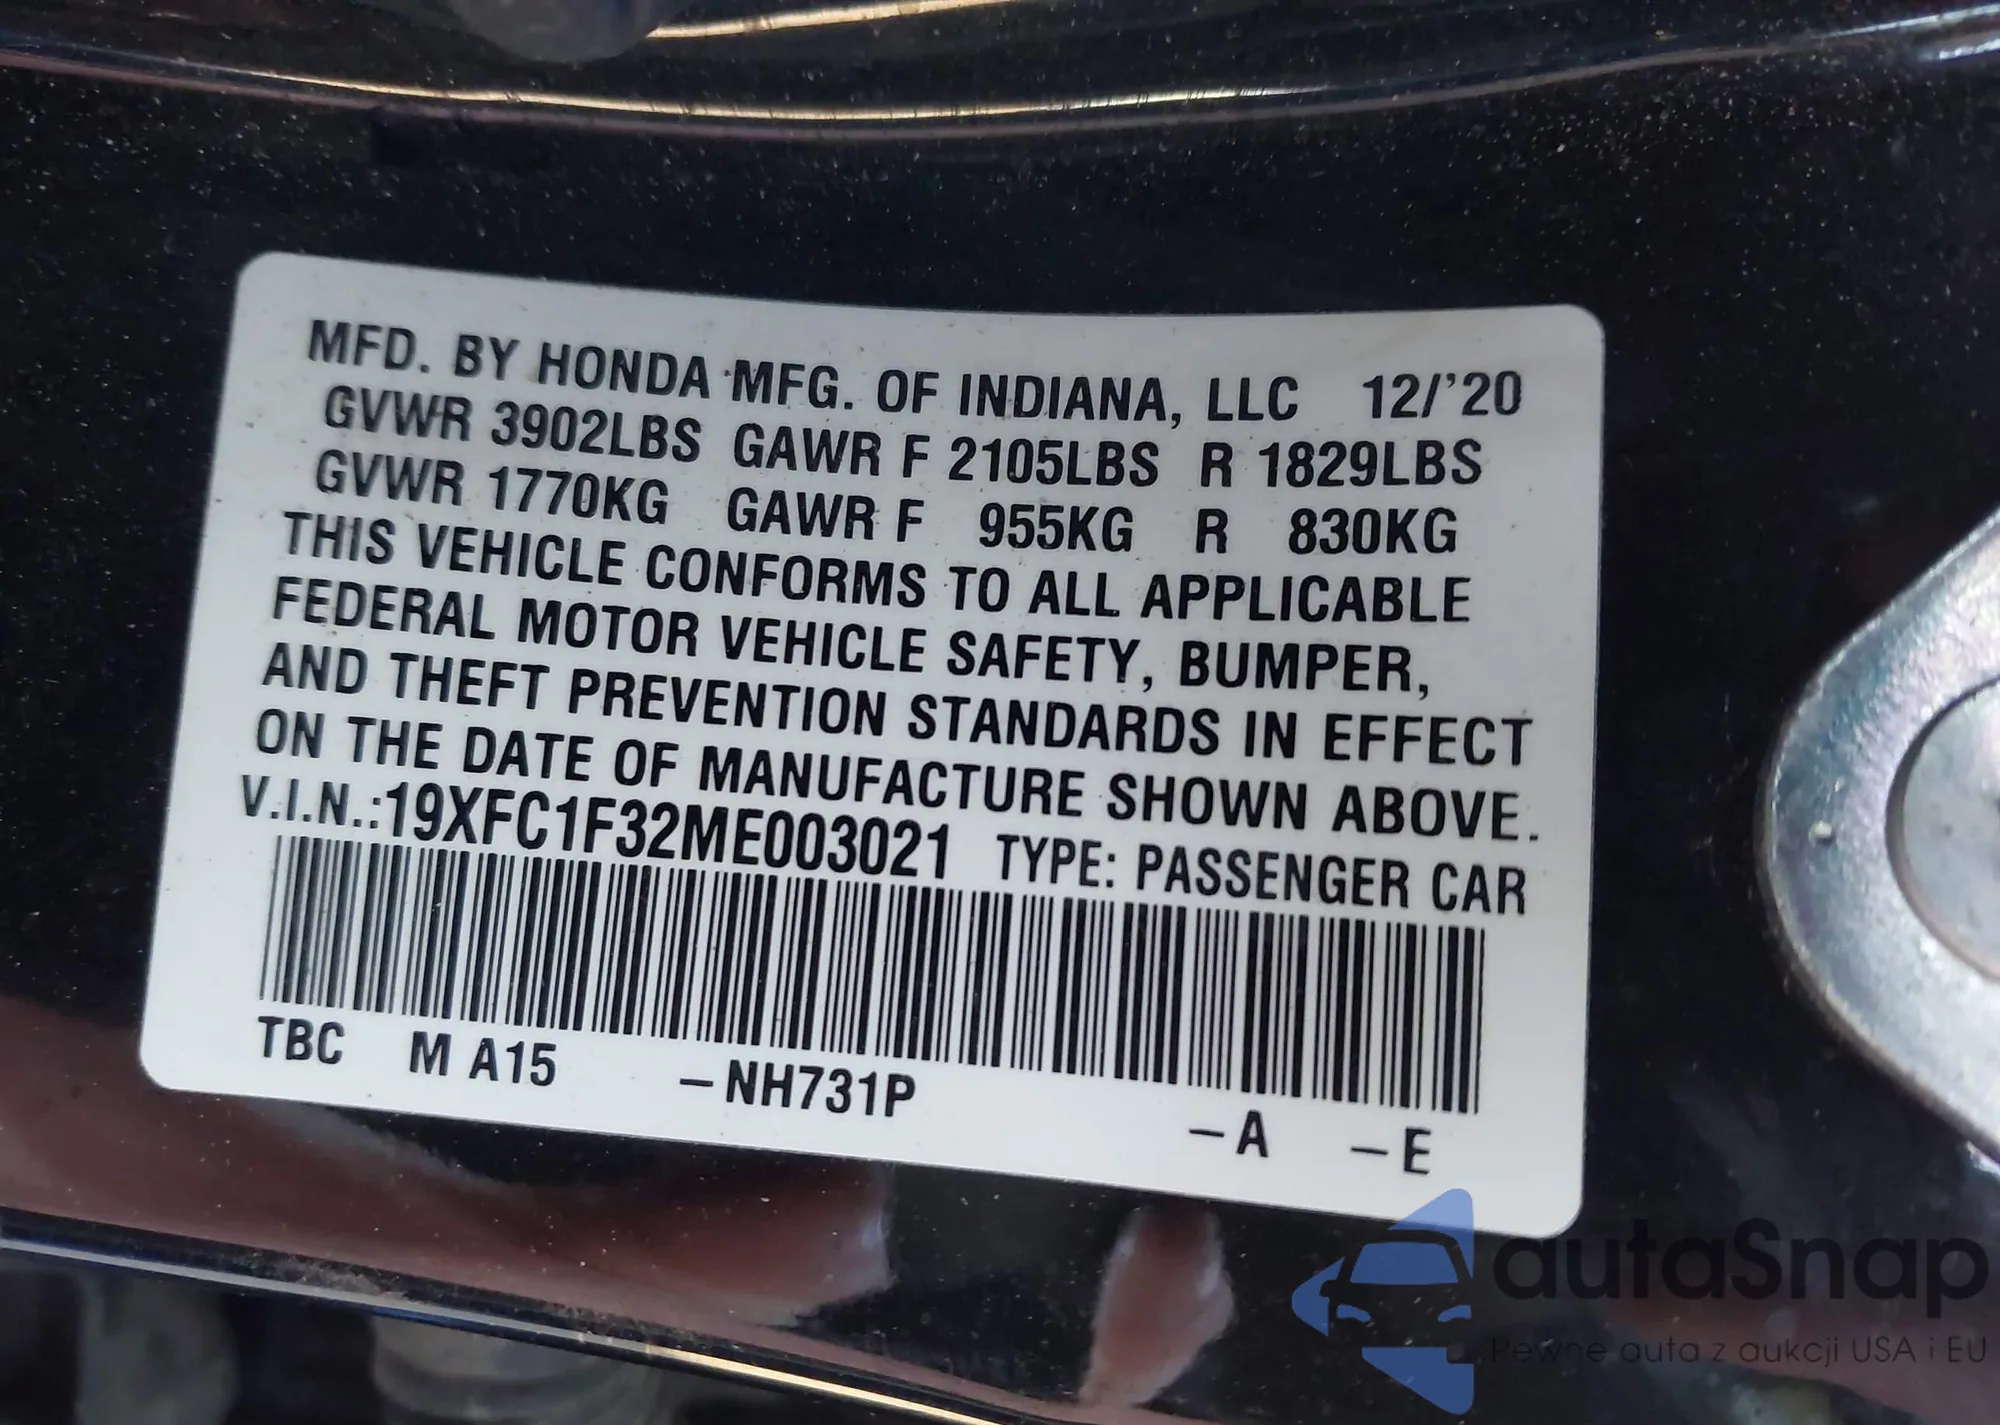 MFD. BY HONDA MFG. OF INDIANA, LLC 12/'20
GVWR 3902LBS GAWR F 2105LBS R 1829LBS
GVWR 1770KG GAWR F 955KG R 830KG
THIS VEHICLE CONFORMS TO ALL APPLICABLE
FEDERAL MOTOR VEHICLE SAFETY, BUMPER,
AND THEFT PREVENTION STANDARDS IN EFFECT
ON THE DATE OF MANUFACTURE SHOWN ABOVE.
V.I.N.:19XFC1F32ME003021 TYPE: PASSENGER CAR
TBC M A15 –NH731P –A –E
autaSnap
Pewne auta z aukcji USA i EU